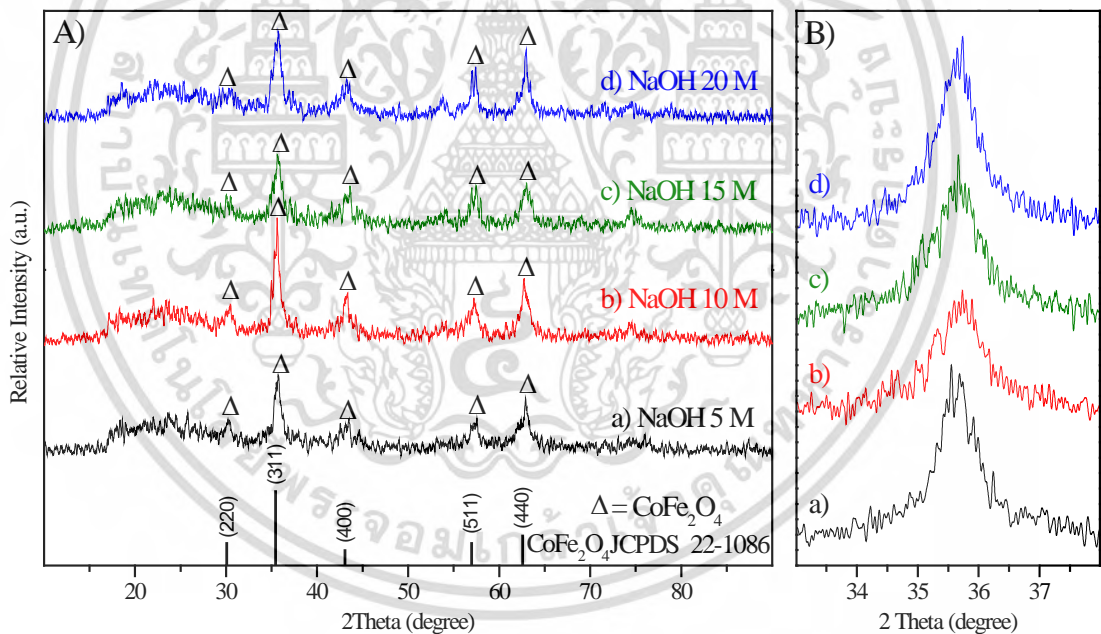 A)
Δ Δ Δ Δ Δ
d) NaOH 20 M
Δ Δ Δ Δ Δ
c) NaOH 15 M
Δ Δ Δ Δ Δ
b) NaOH 10 M
Δ Δ Δ Δ Δ
a) NaOH 5 M
(220)
(311)
(400)
(511)
(440)
Δ = CoFe₂O₄
CoFe₂O₄JCPDS 22-1086
20 30 40 50 60 70 80
2Theta (degree)
Relative Intensity (a.u.)
B)
d)
c)
b)
a)
34 35 36 37
2 Theta (degree)